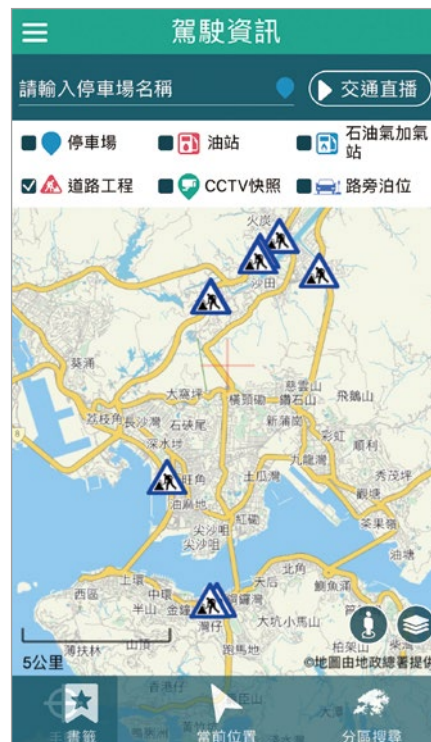 駕駛資訊
請輸入停車場名稱
交通直播
停車場
油站
石油氣加氣站
道路工程
CCTV快照
路旁泊位
火炭
沙田
葵涌
慈雲山
大窩坪
橫頭磡
鑽石山
飛鵝山
荔枝角
長沙灣
石硤尾
新蒲崗
深水埗
彩虹
順利
九龍灣
旺角
土瓜灣
秀茂坪
油麻地
觀塘
紅磡
茶果嶺
尖沙咀
尖沙咀
油塘
北角
上環
天后
西區
中環
銅鑼灣
鰂魚涌
半山
金鐘
灣仔
大坑
小馬山
柴灣
薄扶林
山頂
跑馬地
柏架山
5公里
©地圖由地政總署提供
香港仔
大潭
書籤
當前位置
分區搜尋